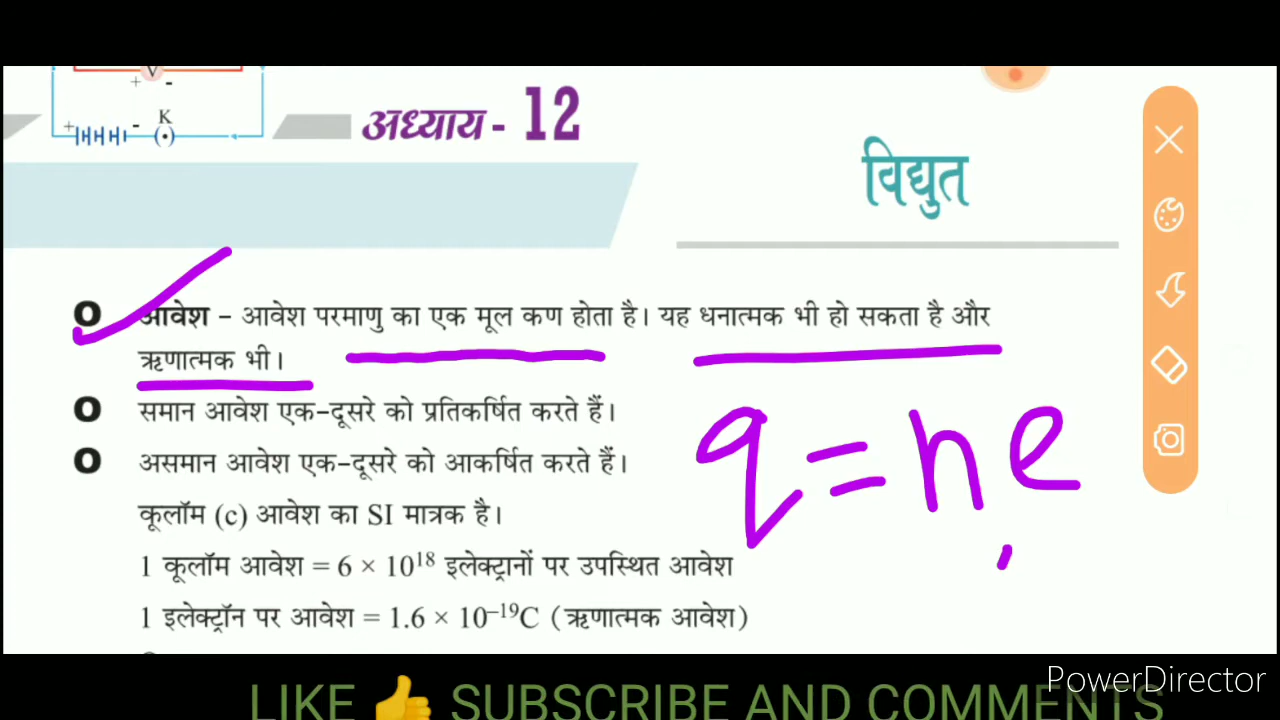 V
+ -
K
+ - (•)
अध्याय - 12
विद्युत
आवेश - आवेश परमाणु का एक मूल कण होता है। यह धनात्मक भी हो सकता है और
ऋणात्मक भी।
समान आवेश एक-दूसरे को प्रतिकर्षित करते हैं।
असमान आवेश एक-दूसरे को आकर्षित करते हैं।
q = ne
कूलॉम (c) आवेश का SI मात्रक है।
1 कूलॉम आवेश = 6 × 10¹⁸ इलेक्ट्रानों पर उपस्थित आवेश
1 इलेक्ट्रॉन पर आवेश = 1.6 × 10⁻¹⁹C (ऋणात्मक आवेश)
PowerDirector
LIKE 👍 SUBSCRIBE AND COMMENTS